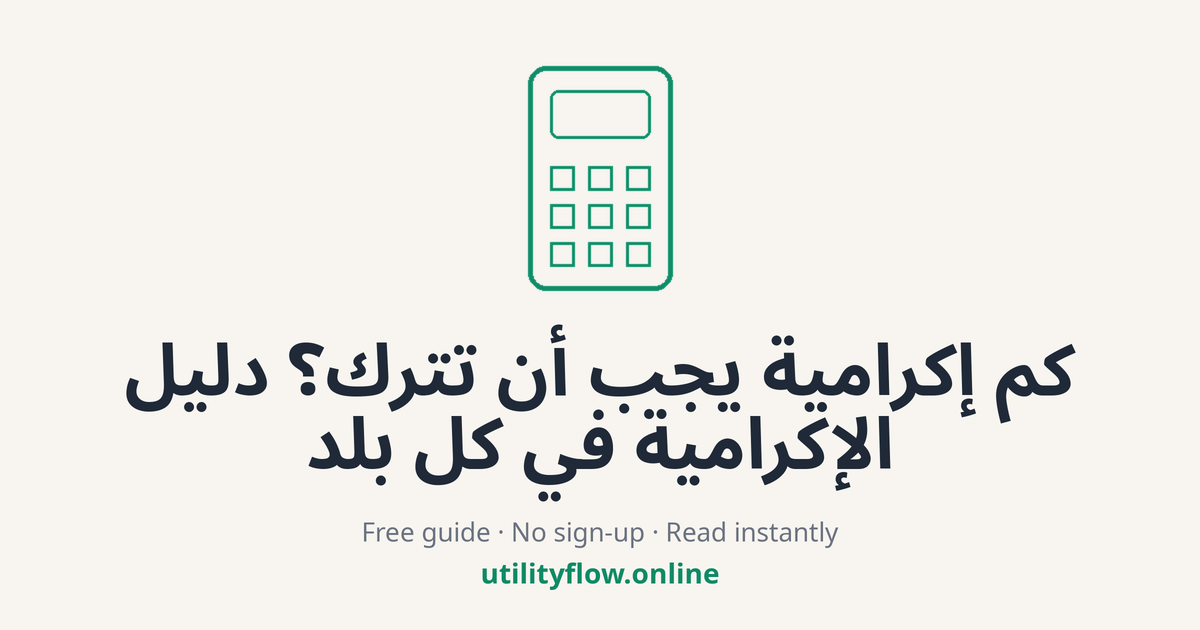 كم إكرامية يجب أن تترك؟ دليل
الإكرامية في كل بلد
Free guide · No sign-up · Read instantly
utilityflow.online